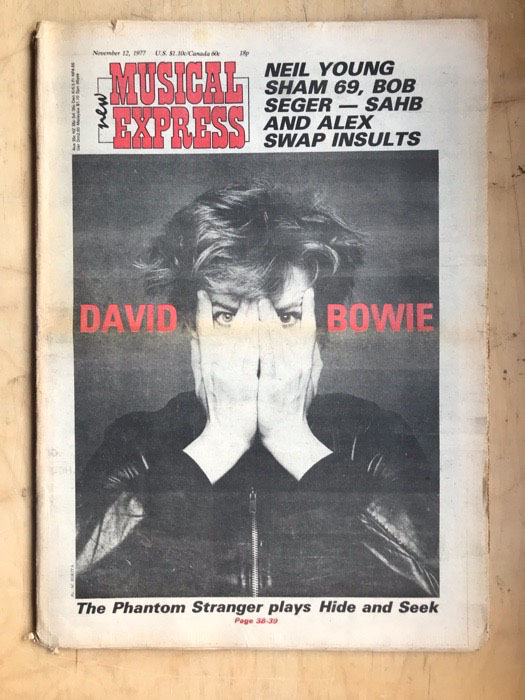 November 12, 1977 U.S. $1.10c/Canada 60c 18p
new
MUSICAL
EXPRESS
NEIL YOUNG
SHAM 69, BOB
SEGER — SAHB
AND ALEX
SWAP INSULTS
DAVID BOWIE
The Phantom Stranger plays Hide and Seek
Page 38-39